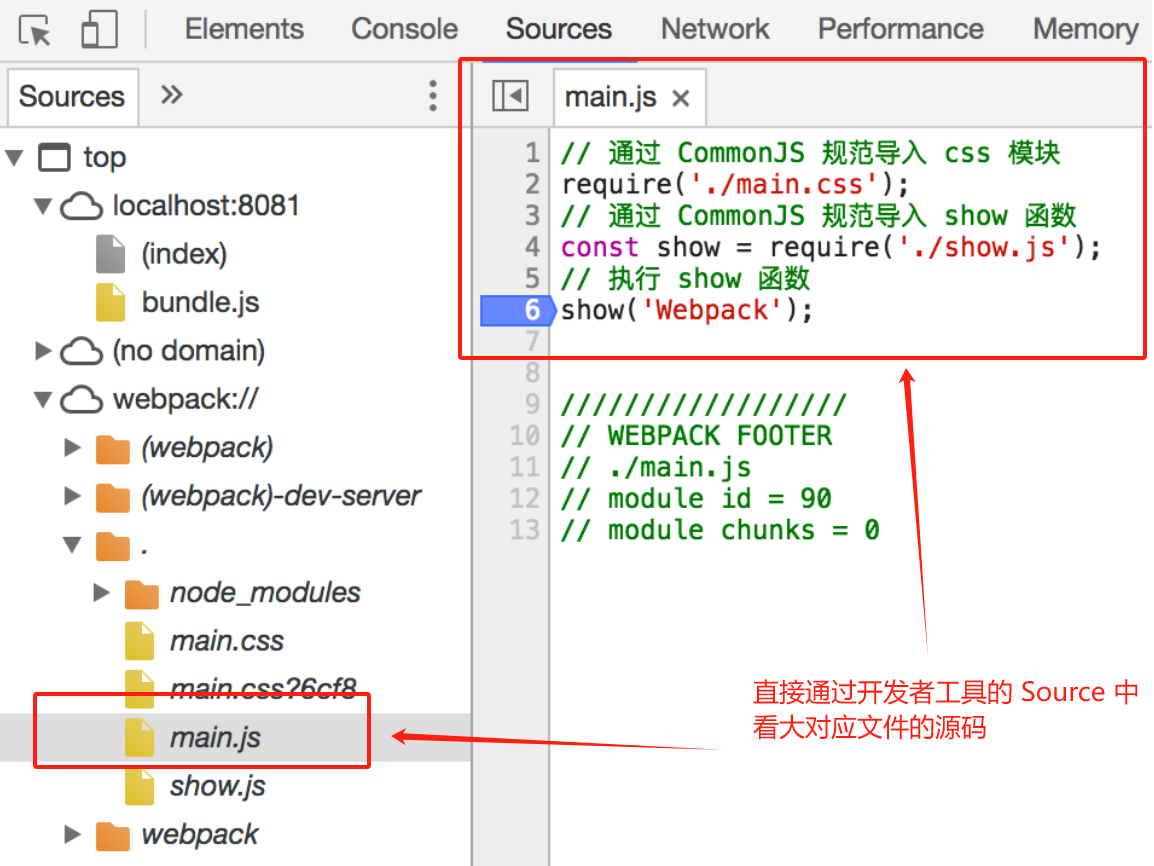 Elements Console Sources Network Performance Memory
Sources »
top
localhost:8081
(index)
bundle.js
(no domain)
webpack://
(webpack)
(webpack)-dev-server
.
node_modules
main.css
main.css?6cf8
main.js
show.js
webpack
main.js ×
1 // 通过 CommonJS 规范导入 css 模块
2 require('./main.css');
3 // 通过 CommonJS 规范导入 show 函数
4 const show = require('./show.js');
5 // 执行 show 函数
6 show('Webpack');
7
8
9 //////////////////
10 // WEBPACK FOOTER
11 // ./main.js
12 // module id = 90
13 // module chunks = 0
直接通过开发者工具的 Source 中
看大对应文件的源码